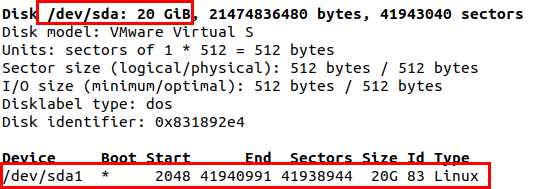 Disk /dev/sda: 20 GiB, 21474836480 bytes, 41943040 sectors
Disk model: VMware Virtual S
Units: sectors of 1 * 512 = 512 bytes
Sector size (logical/physical): 512 bytes / 512 bytes
I/O size (minimum/optimal): 512 bytes / 512 bytes
Disklabel type: dos
Disk identifier: 0x831892e4
Device     Boot Start      End  Sectors Size Id Type
/dev/sda1  *     2048 41940991 41938944  20G 83 Linux